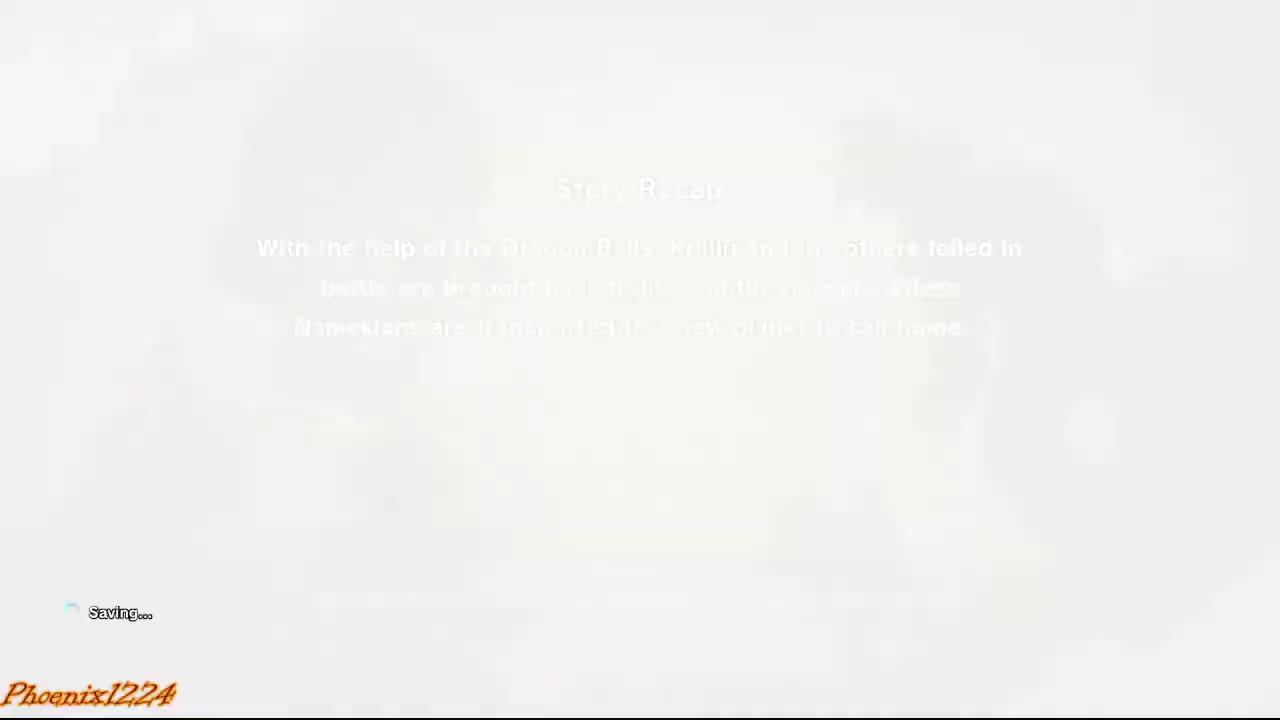 Story Recap
With the help of the Dragon Balls, Krillin and the others felled in
battle are brought back to life, and the
Namekians are transported to a new planet to call home.
Saving...
Phoenix1224